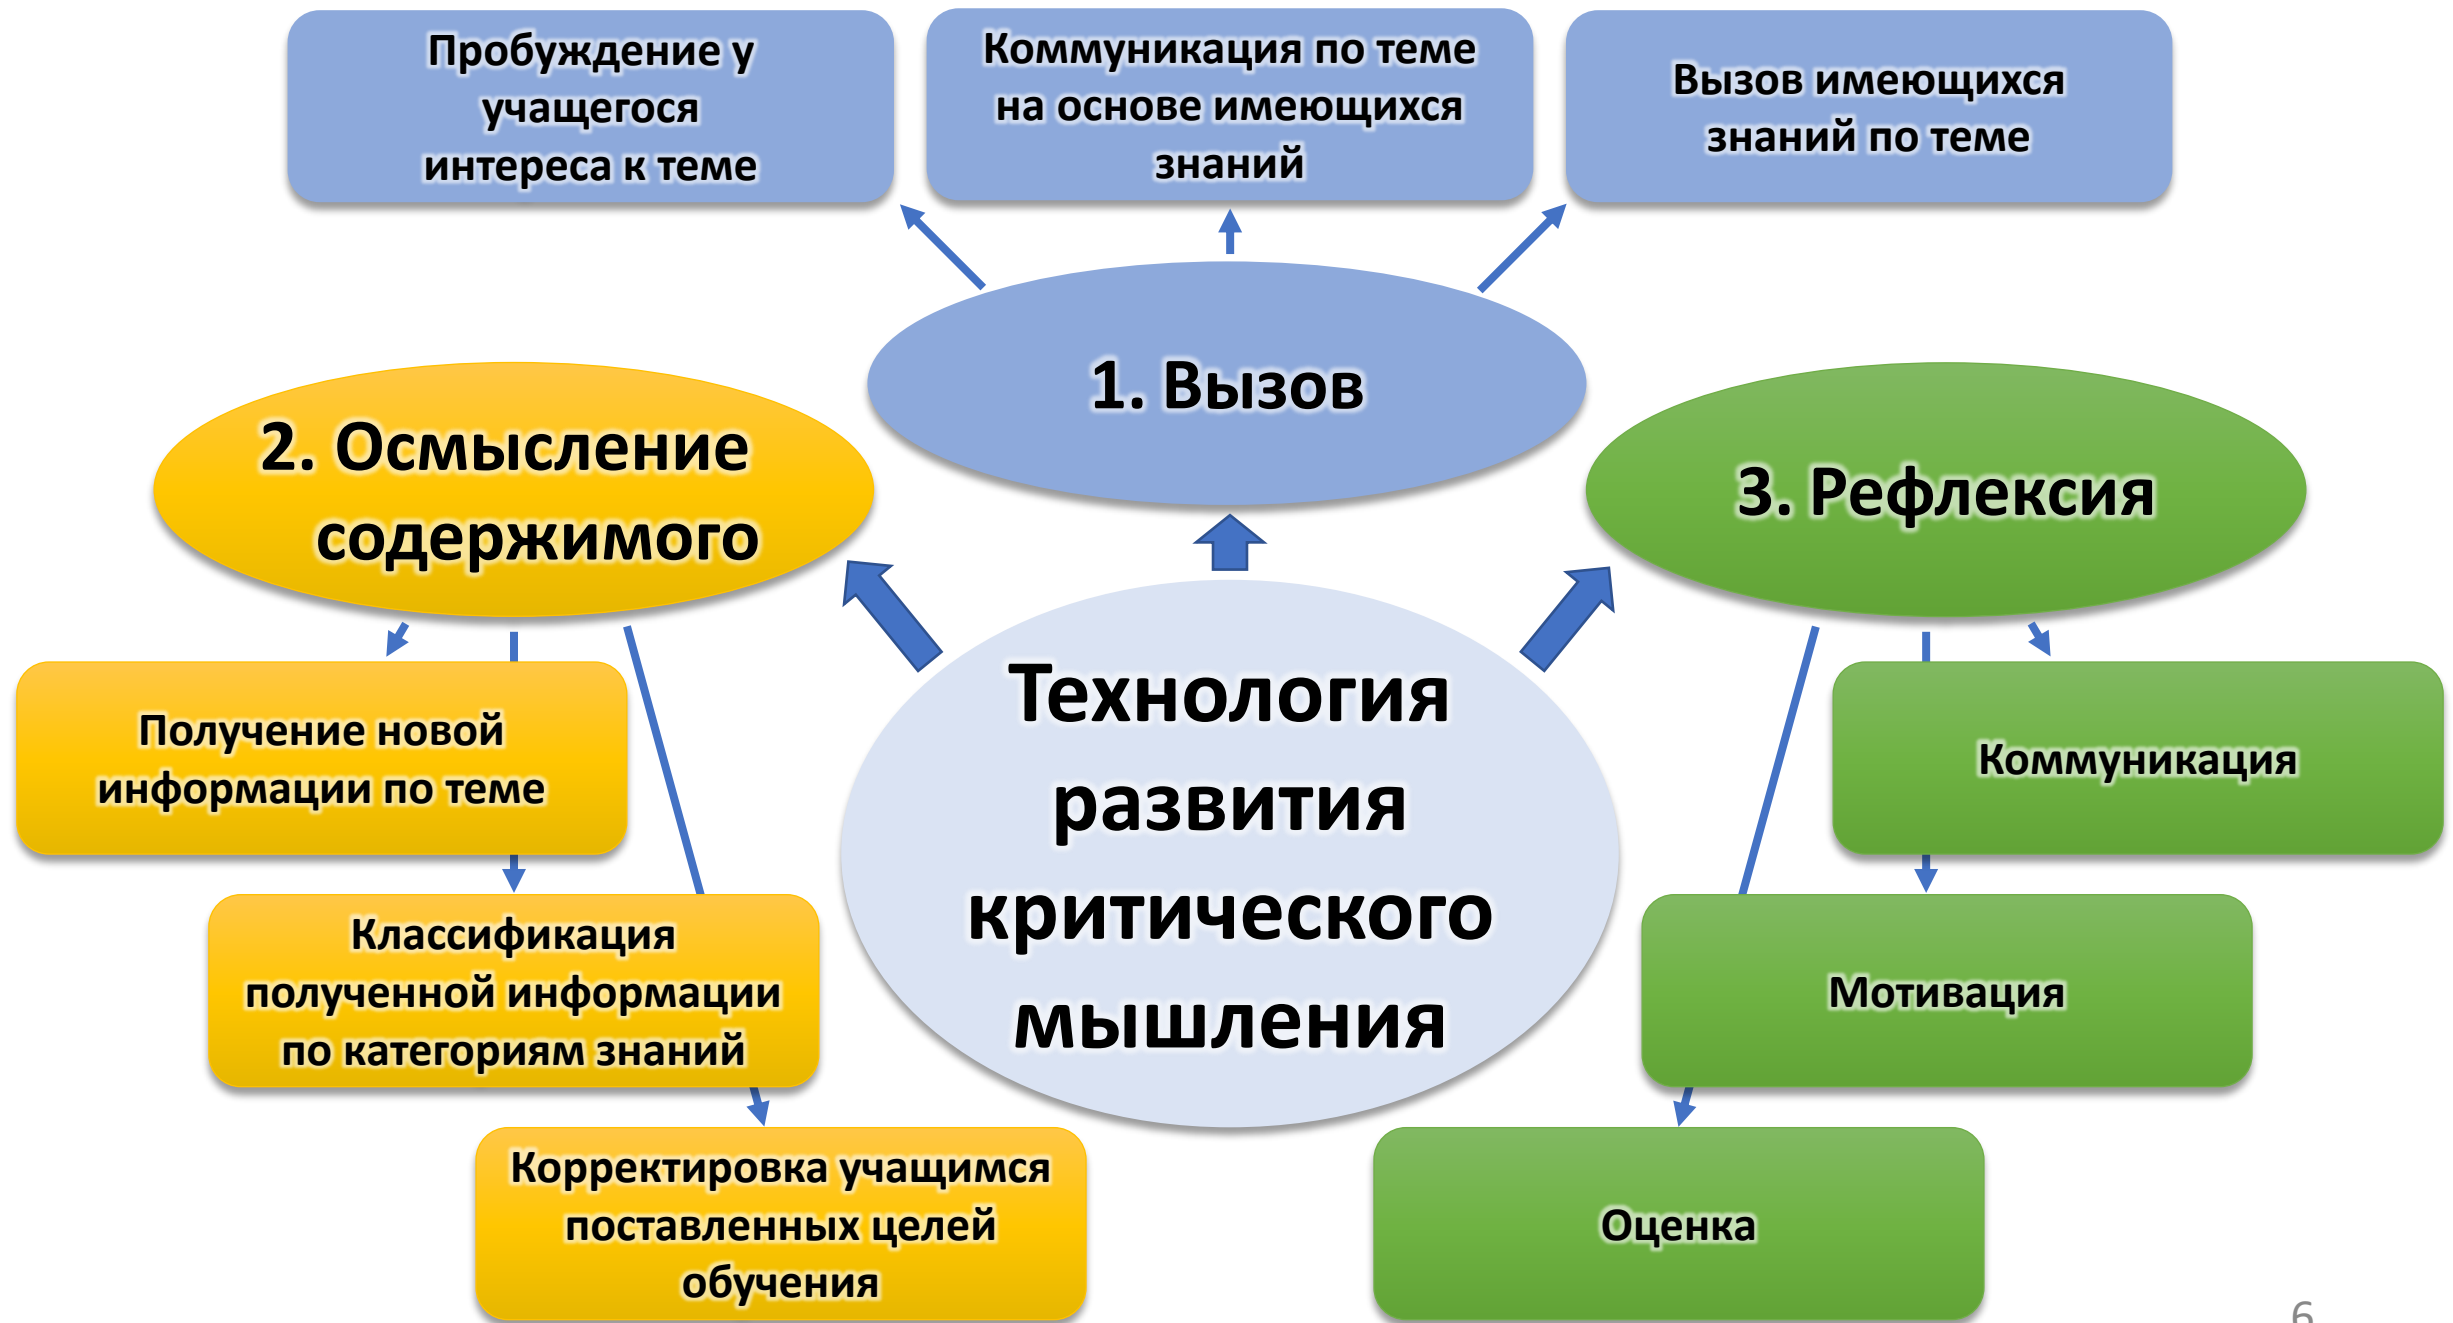 Пробуждение у
учащегося
интереса к теме
Коммуникация по теме
на основе имеющихся
знаний
Вызов имеющихся
знаний по теме
1. Вызов
2. Осмысление
содержимого
3. Рефлексия
Технология
развития
критического
мышления
Получение новой
информации по теме
Классификация
полученной информации
по категориям знаний
Корректировка учащимся
поставленных целей
обучения
Коммуникация
Мотивация
Оценка
6